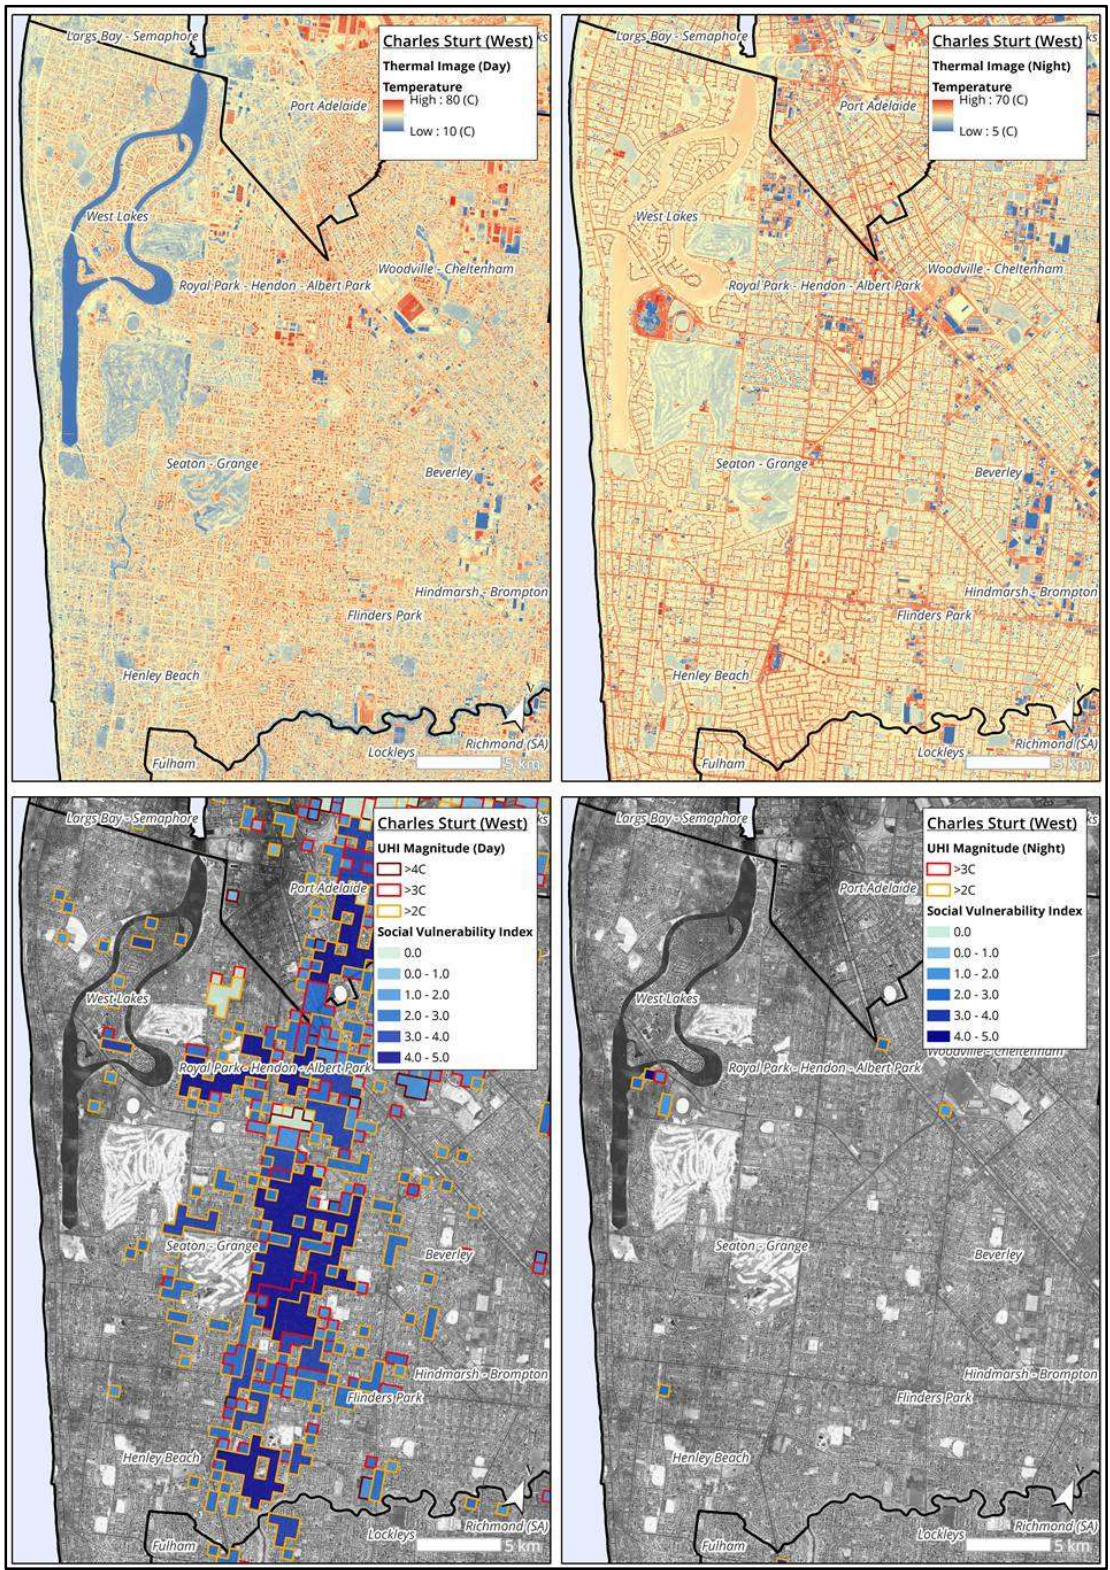 Largs Bay - Semaphore
Charles Sturt (West)
ks
Thermal Image (Day)
Temperature
High : 80 (C)
Low : 10 (C)
Port Adelaide
West Lakes
Woodville - Cheltenham
Royal Park - Hendon - Albert Park
Seaton - Grange
Beverley
Hindmarsh - Brompton
Flinders Park
Henley Beach
Richmond (SA)
Lockleys
Fulham
5 km
Largs Bay - Semaphore
Charles Sturt (West)
ks
Thermal Image (Night)
Temperature
High : 70 (C)
Low : 5 (C)
Port Adelaide
West Lakes
Woodville - Cheltenham
Royal Park - Hendon - Albert Park
Seaton - Grange
Beverley
Hindmarsh - Brompton
Flinders Park
Henley Beach
Richmond (SA)
Lockleys
Fulham
5 km
Largs Bay - Semaphore
Charles Sturt (West)
ks
UHI Magnitude (Day)
>4C
>3C
>2C
Social Vulnerability Index
0.0
0.0 - 1.0
1.0 - 2.0
2.0 - 3.0
3.0 - 4.0
4.0 - 5.0
Port Adelaide
West Lakes
Royal Park - Hendon - Albert Park
Seaton - Grange
Beverley
Hindmarsh - Brompton
Flinders Park
Henley Beach
Richmond (SA)
Lockleys
Fulham
5 km
Largs Bay - Semaphore
Charles Sturt (West)
ks
UHI Magnitude (Night)
>3C
>2C
Social Vulnerability Index
0.0
0.0 - 1.0
1.0 - 2.0
2.0 - 3.0
3.0 - 4.0
4.0 - 5.0
Port Adelaide
West Lakes
Woodville - Cheltenham
Royal Park - Hendon - Albert Park
Seaton - Grange
Beverley
Hindmarsh - Brompton
Flinders Park
Henley Beach
Richmond (SA)
Lockleys
Fulham
5 km